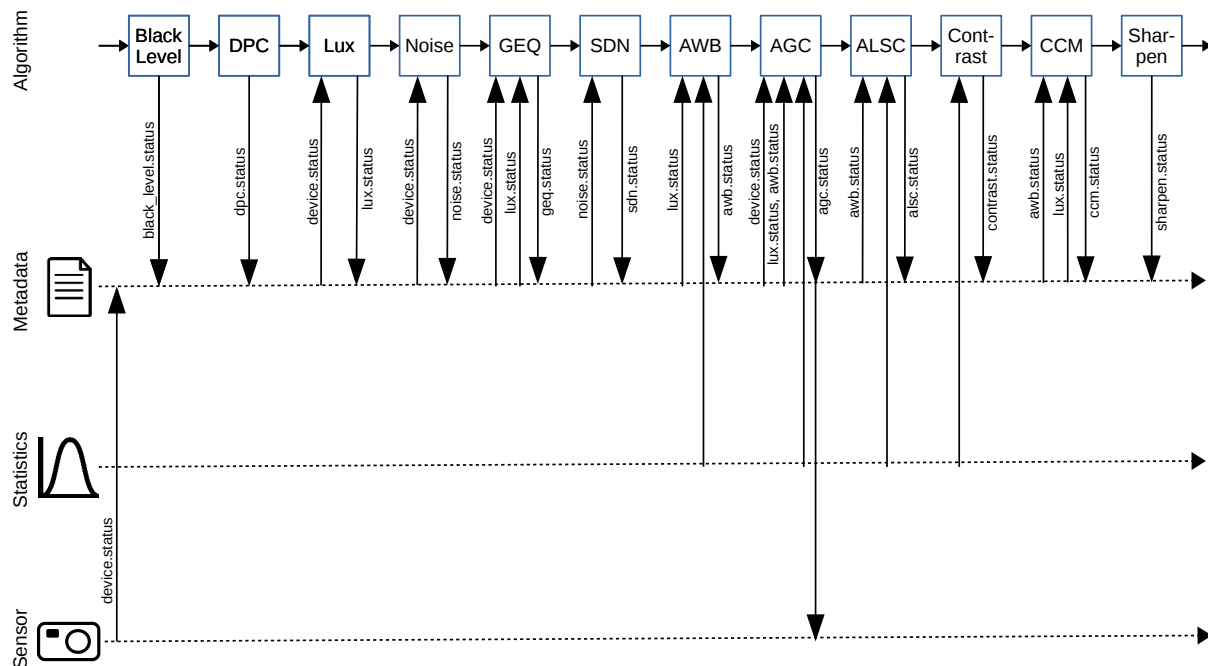 Algorithm
Black
Level
DPC
Lux
Noise
GEQ
SDN
AWB
AGC
ALSC
Cont-
rast
CCM
Shar-
pen
black_level.status
dpc.status
device.status
lux.status
device.status
noise.status
device.status
lux.status
geq.status
noise.status
sdn.status
lux.status
awb.status
device.status
lux.status, awb.status
agc.status
awb.status
alsc.status
contrast.status
awb.status
lux.status
ccm.status
sharpen.status
Metadata
Statistics
device.status
Sensor